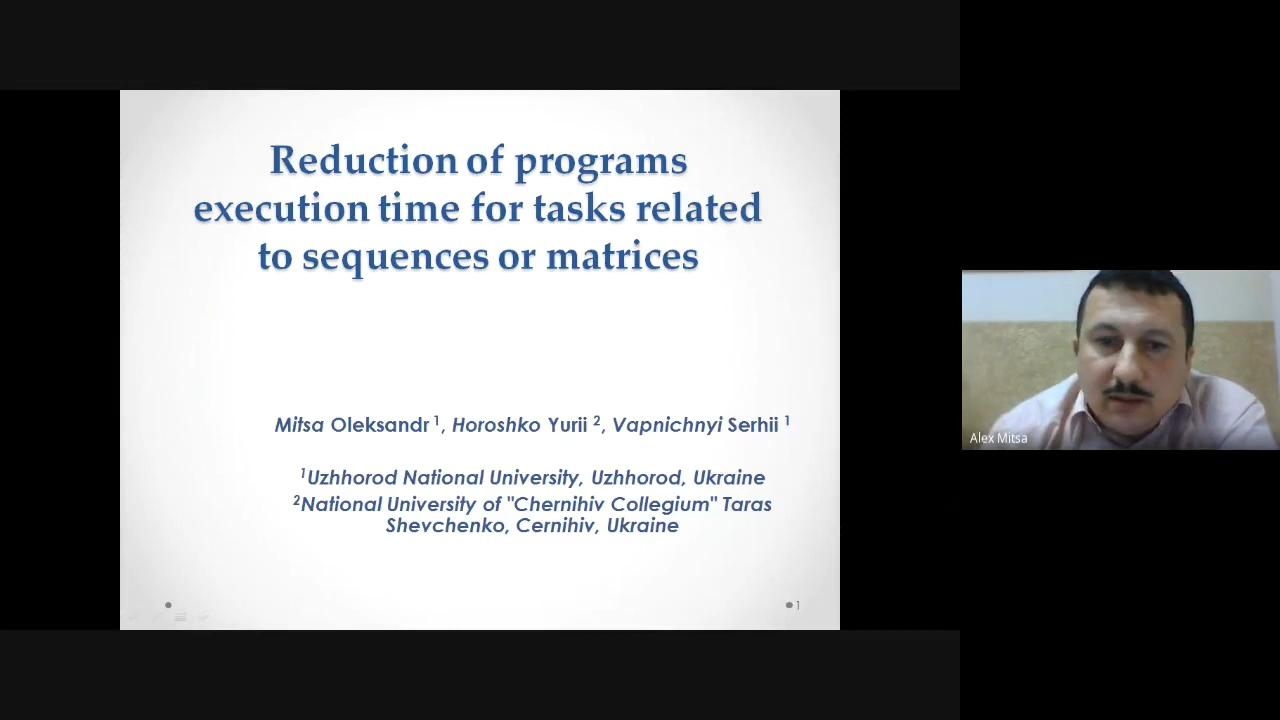 Reduction of programs
execution time for tasks related
to sequences or matrices
Mitsa Oleksandr ¹, Horoshko Yurii ², Vapnichnyi Serhii ¹
¹Uzhhorod National University, Uzhhorod, Ukraine
²National University of "Chernihiv Collegium" Taras
Shevchenko, Cernihiv, Ukraine
1
Alex Mitsa